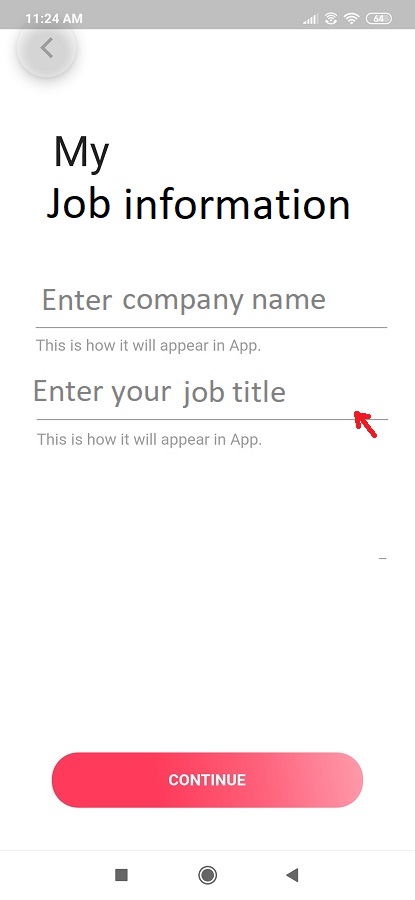 11:24 AM 64
My
Job information
Enter company name
This is how it will appear in App.
Enter your job title
This is how it will appear in App.
CONTINUE